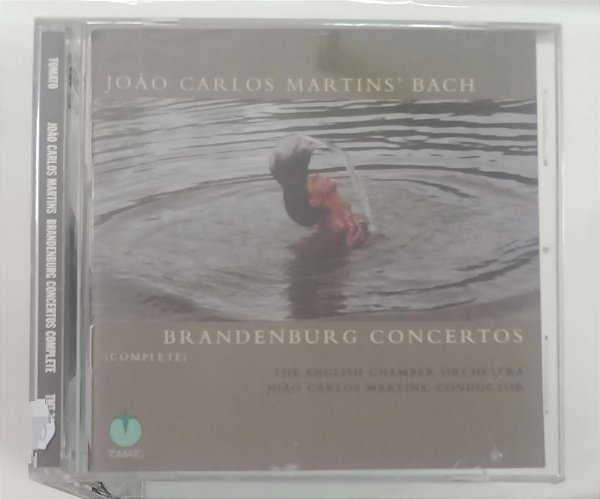 JOÃO CARLOS MARTINS' BACH
BRANDENBURG CONCERTOS
(COMPLETE)
THE ENGLISH CHAMBER ORCHESTRA
JOÃO CARLOS MARTINS, CONDUCTOR
TOMATO
TOMATO JOÃO CARLOS MARTINS BRANDENBURG CONCERTOS COMPLETE